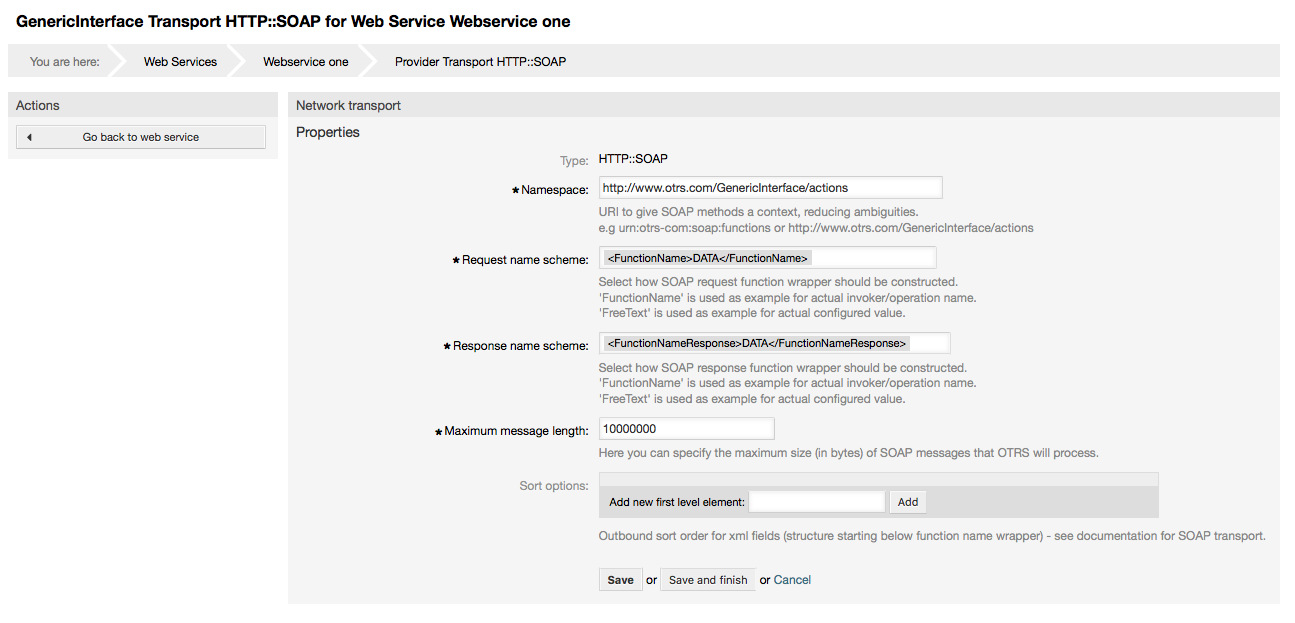 GenericInterface Transport HTTP::SOAP for Web Service Webservice one
You are here: Web Services Webservice one Provider Transport HTTP::SOAP
Actions
Go back to web service
Network transport
Properties
Type: HTTP::SOAP
★ Namespace: http://www.otrs.com/GenericInterface/actions
URI to give SOAP methods a context, reducing ambiguities.
e.g urn:otrs-com:soap:functions or http://www.otrs.com/GenericInterface/actions
★ Request name scheme: <FunctionName>DATA</FunctionName>
Select how SOAP request function wrapper should be constructed.
'FunctionName' is used as example for actual invoker/operation name.
'FreeText' is used as example for actual configured value.
★ Response name scheme: <FunctionNameResponse>DATA</FunctionNameResponse>
Select how SOAP response function wrapper should be constructed.
'FunctionName' is used as example for actual invoker/operation name.
'FreeText' is used as example for actual configured value.
★ Maximum message length: 10000000
Here you can specify the maximum size (in bytes) of SOAP messages that OTRS will process.
Sort options:
Add new first level element: Add
Outbound sort order for xml fields (structure starting below function name wrapper) - see documentation for SOAP transport.
Save or Save and finish or Cancel